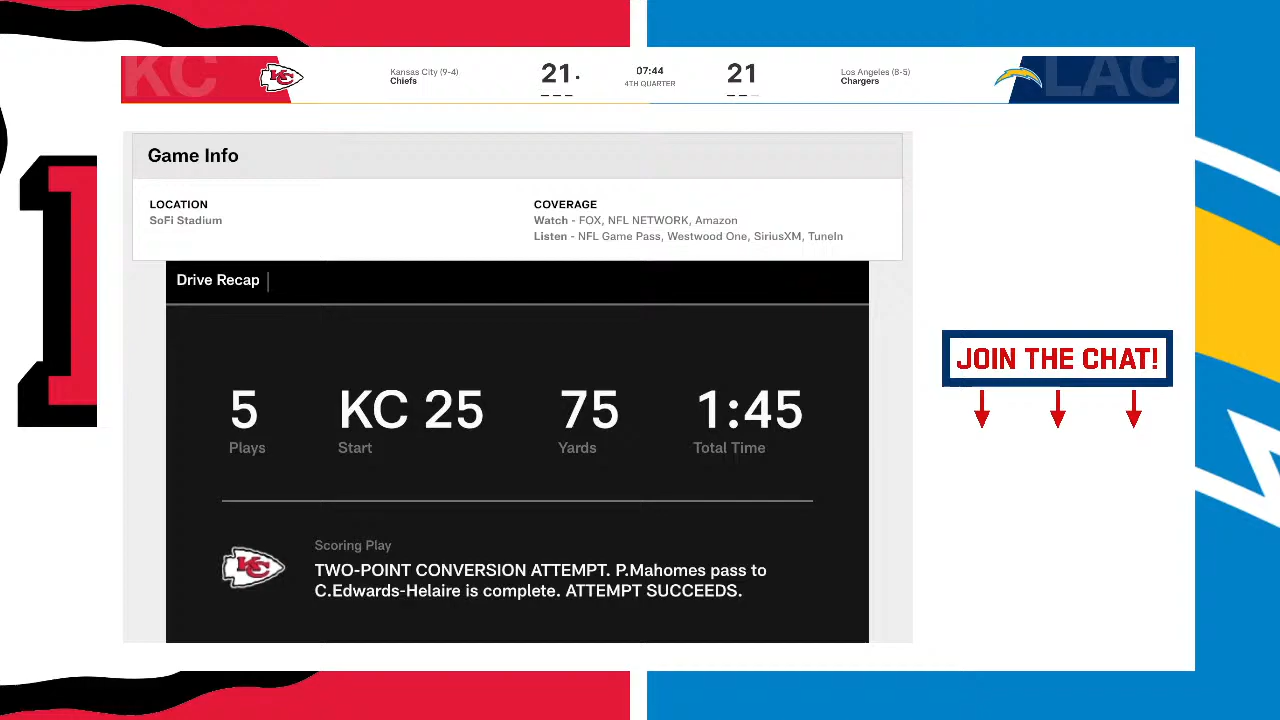 KC
KC
Kansas City (9-4)
Chiefs
21
07:44
4TH QUARTER
21
Los Angeles (8-5)
Chargers
LAC
Game Info
LOCATION
SoFi Stadium
COVERAGE
Watch - FOX, NFL NETWORK, Amazon
Listen - NFL Game Pass, Westwood One, SiriusXM, TuneIn
Drive Recap
5
Plays
KC 25
Start
75
Yards
1:45
Total Time
JOIN THE CHAT!
KC
Scoring Play
TWO-POINT CONVERSION ATTEMPT. P.Mahomes pass to
C.Edwards-Helaire is complete. ATTEMPT SUCCEEDS.